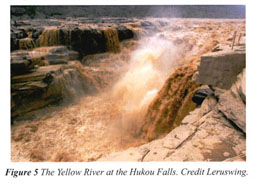 Figure 5 The Yellow River at the Hukou Falls. Credit Leruswing.